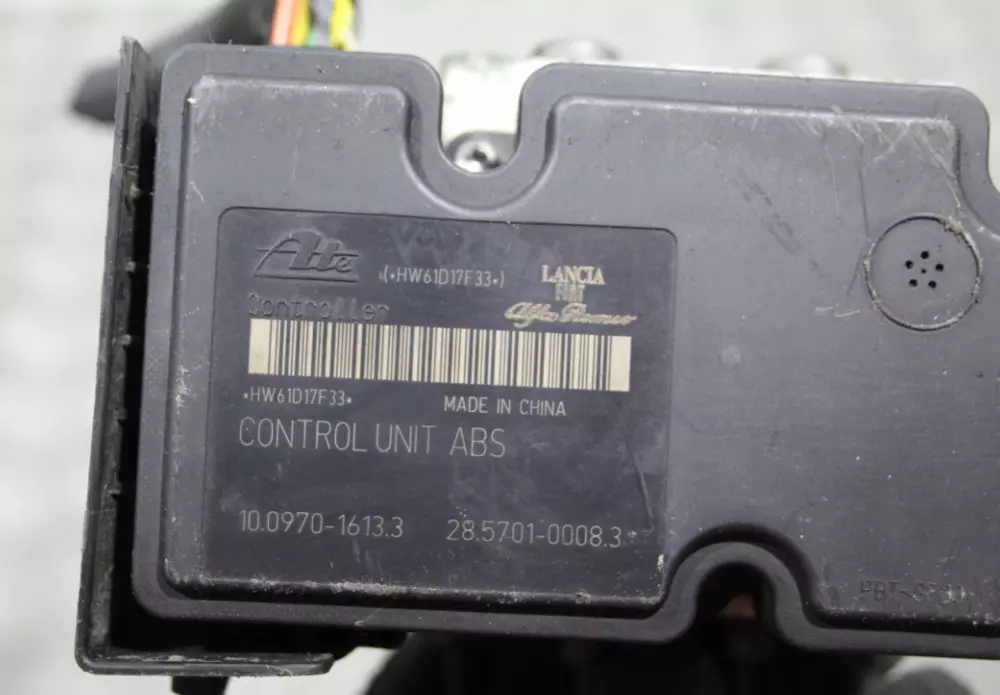 Ate (*HW61D17F33*) LANCIA
FIAT
Controller Alfa Romeo
*HW61D17F33* MADE IN CHINA
CONTROL UNIT ABS
10.0970-1613.3 28.5701-0008.3